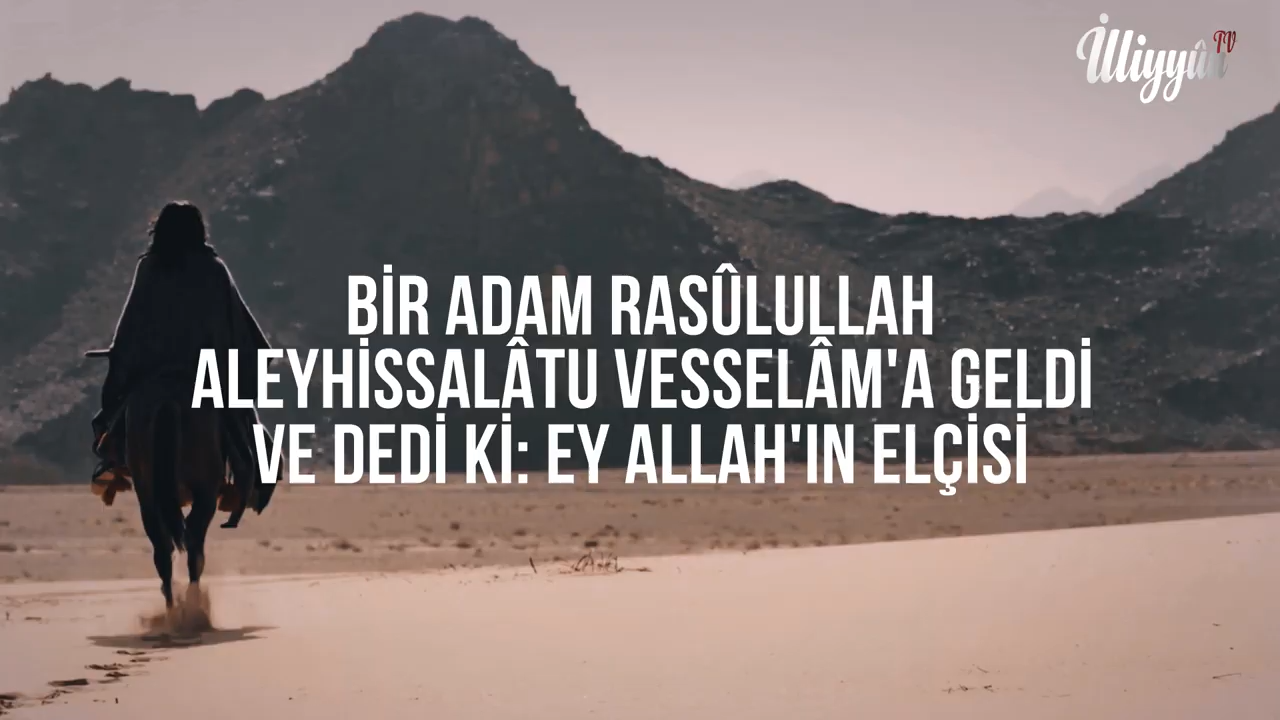 İlliyyûn TV
BİR ADAM RASÛLULLAH
ALEYHİSSALÂTU VESSELÂM'A GELDİ
VE DEDİ Kİ: EY ALLAH'IN ELÇİSİ